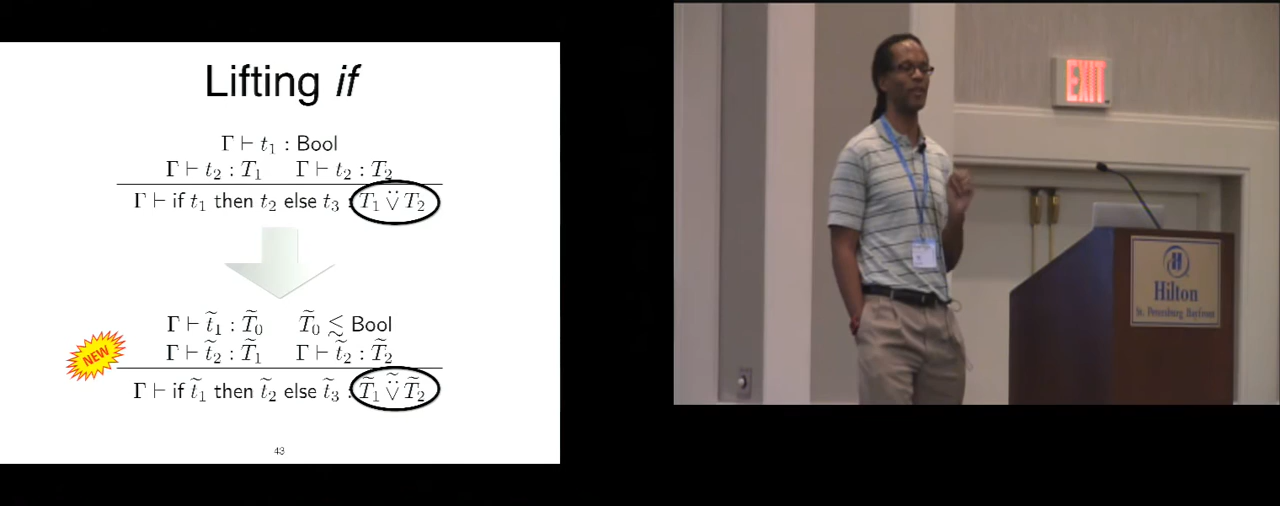 Lifting if
Γ ⊢ t₁ : Bool
Γ ⊢ t₂ : T₁ Γ ⊢ t₂ : T₂
Γ ⊢ if t₁ then t₂ else t₃ : T₁ ∨̈ T₂
Γ ⊢ t̃₁ : T̃₀ T̃₀ ≲ Bool
NEW
Γ ⊢ t̃₂ : T̃₁ Γ ⊢ t̃₂ : T̃₂
Γ ⊢ if t̃₁ then t̃₂ else t̃₃ : T̃₁ ∨̈̃ T̃₂
43
EXIT
H
Hilton
St. Petersburg Bayfront